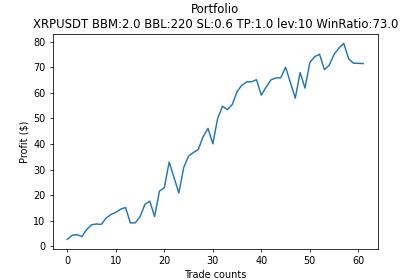 Portfolio
XRPUSDT BBM:2.0 BBL:220 SL:0.6 TP:1.0 lev:10 WinRatio:73.0
80
70
60
50
40
30
20
10
0
Profit ($)
0 10 20 30 40 50 60
Trade counts